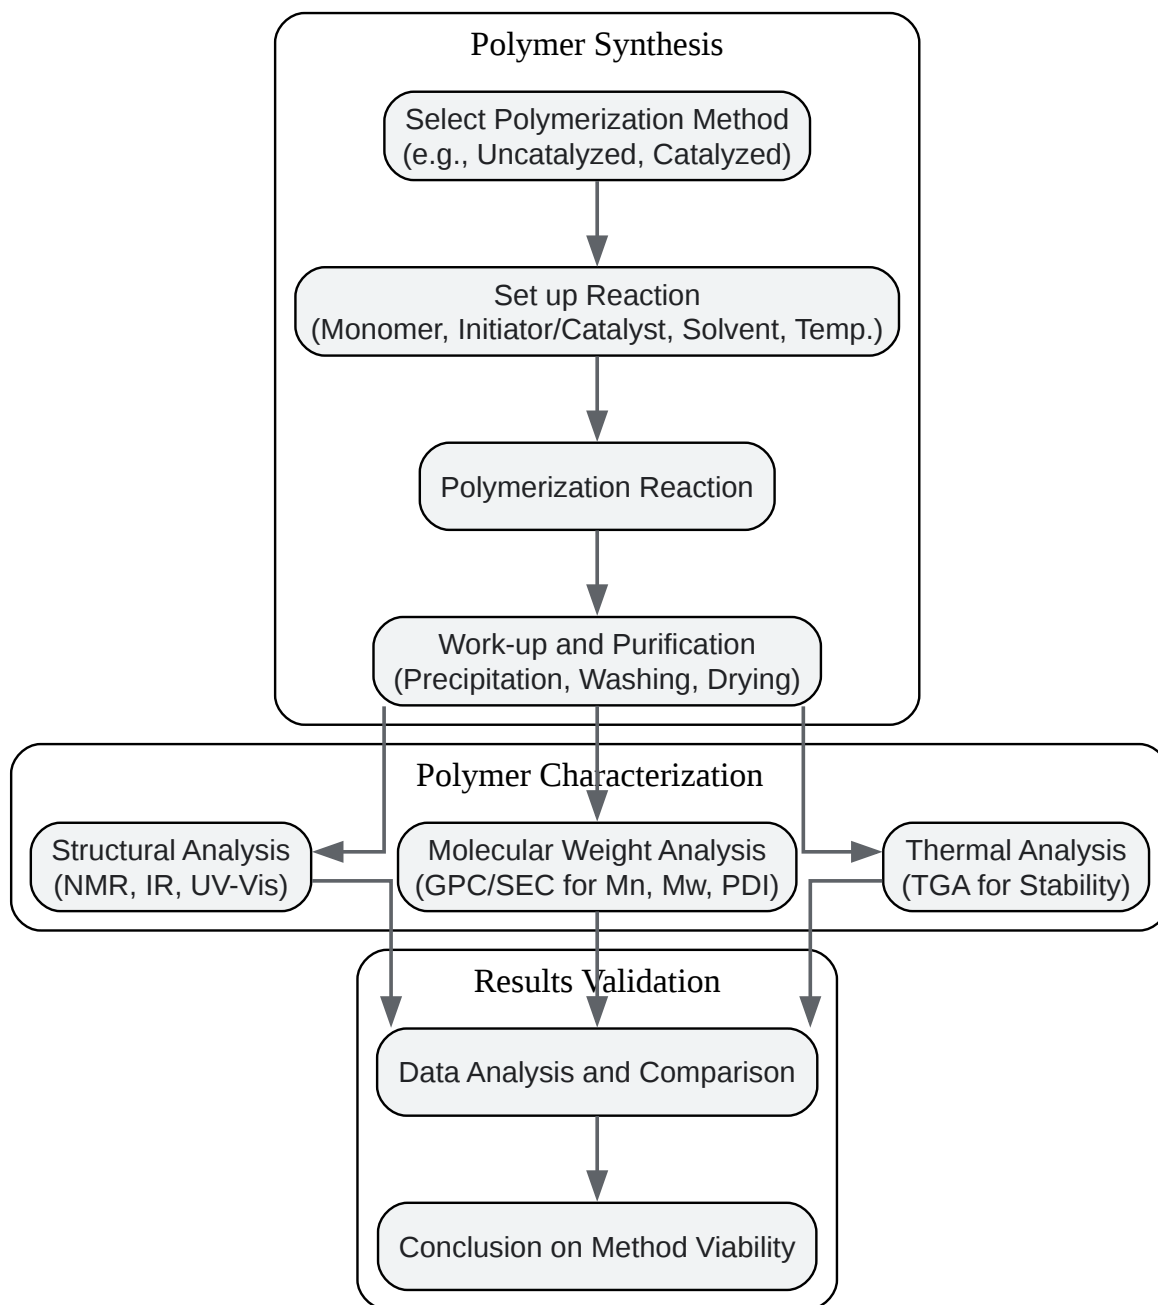 Polymer Synthesis
Select Polymerization Method
(e.g., Uncatalyzed, Catalyzed)
Set up Reaction
(Monomer, Initiator/Catalyst, Solvent, Temp.)
Polymerization Reaction
Work-up and Purification
(Precipitation, Washing, Drying)
Polymer Characterization
Structural Analysis
(NMR, IR, UV-Vis)
Molecular Weight Analysis
(GPC/SEC for Mn, Mw, PDI)
Thermal Analysis
(TGA for Stability)
Results Validation
Data Analysis and Comparison
Conclusion on Method Viability